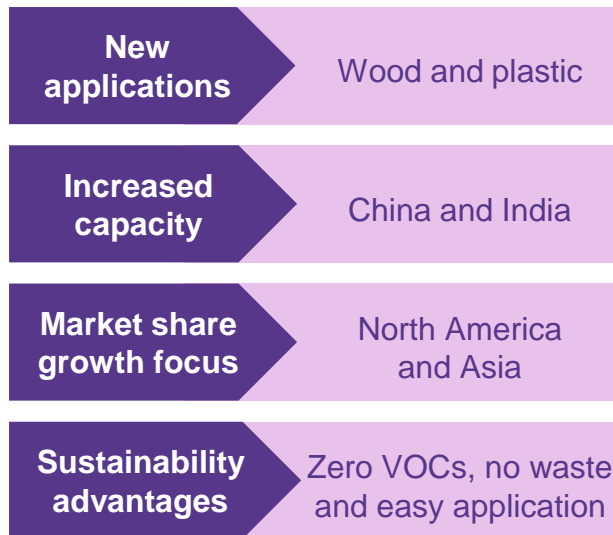 New
applications
Wood and plastic
Increased
capacity
China and India
Market share
growth focus
North America
and Asia
Sustainability
advantages
Zero VOCs, no waste
and easy application